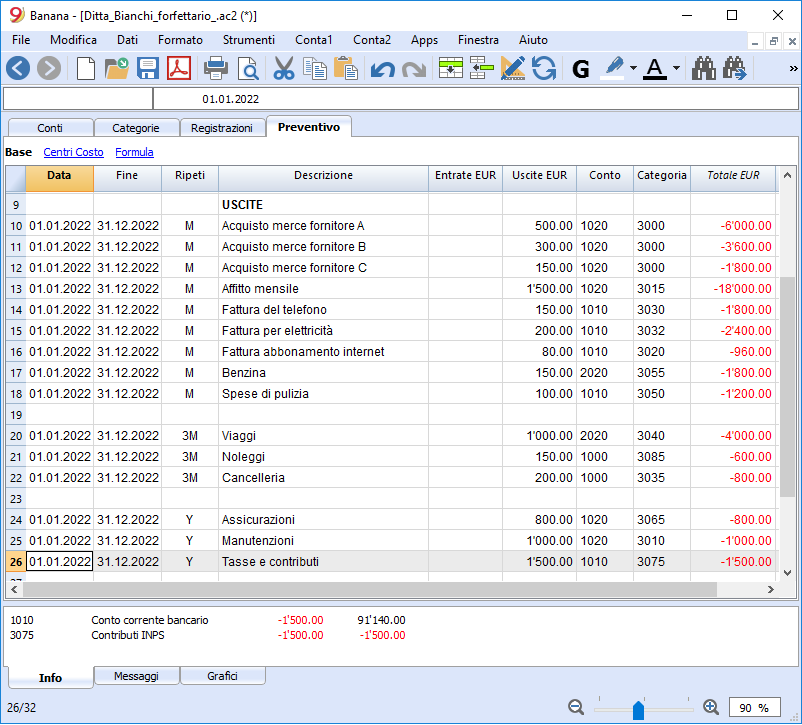 Banana - [Ditta_Bianchi_forfettario_.ac2 (*)]
File Modifica Dati Formato Strumenti Conta1 Conta2 Apps Finestra Aiuto
G A »
01.01.2022
Conti Categorie Registrazioni Preventivo
Base Centri Costo Formula
Data Fine Ripeti Descrizione Entrate EUR Uscite EUR Conto Categoria Totale EUR
9 USCITE
10 01.01.2022 31.12.2022 M Acquisto merce fornitore A 500.00 1020 3000 -6'000.00
11 01.01.2022 31.12.2022 M Acquisto merce fornitore B 300.00 1020 3000 -3'600.00
12 01.01.2022 31.12.2022 M Acquisto merce fornitore C 150.00 1020 3000 -1'800.00
13 01.01.2022 31.12.2022 M Affitto mensile 1'500.00 1020 3015 -18'000.00
14 01.01.2022 31.12.2022 M Fattura del telefono 150.00 1010 3030 -1'800.00
15 01.01.2022 31.12.2022 M Fattura per elettricità 200.00 1010 3032 -2'400.00
16 01.01.2022 31.12.2022 M Fattura abbonamento internet 80.00 1010 3020 -960.00
17 01.01.2022 31.12.2022 M Benzina 150.00 2020 3055 -1'800.00
18 01.01.2022 31.12.2022 M Spese di pulizia 100.00 1010 3050 -1'200.00
19
20 01.01.2022 31.12.2022 3M Viaggi 1'000.00 2020 3040 -4'000.00
21 01.01.2022 31.12.2022 3M Noleggi 150.00 1000 3085 -600.00
22 01.01.2022 31.12.2022 3M Cancelleria 200.00 1000 3035 -800.00
23
24 01.01.2022 31.12.2022 Y Assicurazioni 800.00 1020 3065 -800.00
25 01.01.2022 31.12.2022 Y Manutenzioni 1'000.00 1020 3010 -1'000.00
26 01.01.2022 31.12.2022 Y Tasse e contributi 1'500.00 1010 3075 -1'500.00
1010 Conto corrente bancario -1'500.00 91'140.00
3075 Contributi INPS -1'500.00 -1'500.00
Info Messaggi Grafici
26/32 90 %